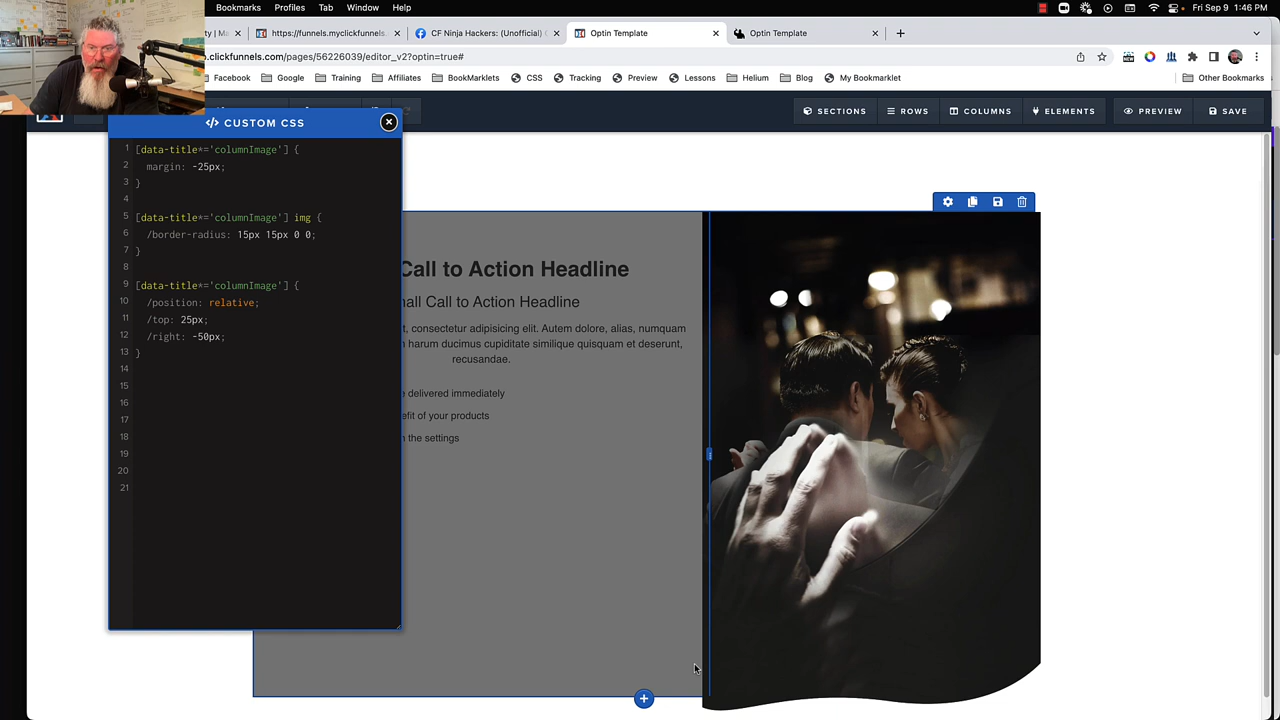 Bookmarks Profiles Tab Window Help Fri Sep 9 1:46 PM
https://funnels.myclickfunnels. CF Ninja Hackers: (Unofficial) Optin Template Optin Template
.clickfunnels.com/pages/56226039/editor_v2?optin=true#
Facebook Google Training Affiliates BookMarklets CSS Tracking Preview Lessons Helium Blog My Bookmarklet Other Bookmarks
SECTIONS ROWS COLUMNS ELEMENTS PREVIEW SAVE
</> CUSTOM CSS
1 [data-title*='columnImage'] {
2 margin: -25px;
3 }
4
5 [data-title*='columnImage'] img {
6 /border-radius: 15px 15px 0 0;
7 }
8
9 [data-title*='columnImage'] {
10 /position: relative;
11 /top: 25px;
12 /right: -50px;
13 }
14
15
16
17
18
19
20
21
Call to Action Headline
all Call to Action Headline
t, consectetur adipisicing elit. Autem dolore, alias, numquam
n harum ducimus cupiditate similique quisquam et deserunt,
recusandae.
e delivered immediately
efit of your products
n the settings